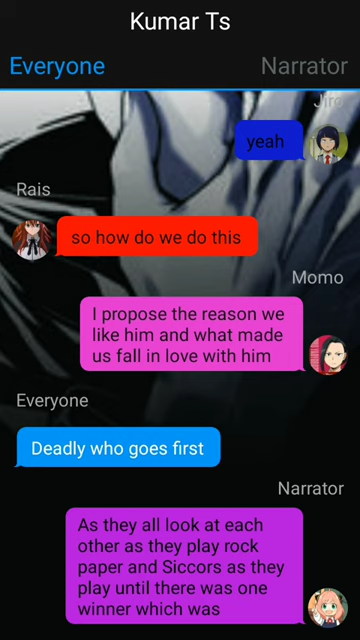 Kumar Ts
Everyone
Narrator
Jiro
yeah
Rais
so how do we do this
Momo
I propose the reason we
like him and what made
us fall in love with him
Everyone
Deadly who goes first
Narrator
As they all look at each
other as they play rock
paper and Siccors as they
play until there was one
winner which was